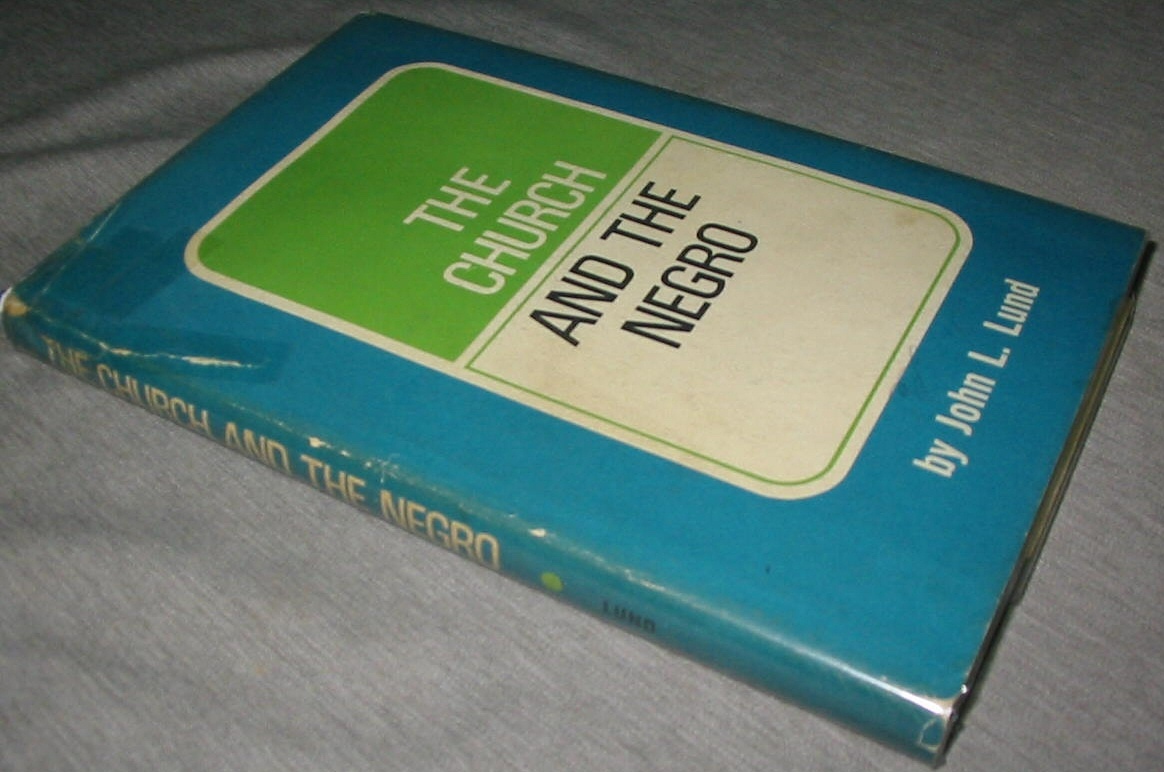 THE
CHURCH
AND THE
NEGRO
by John L. Lund
THE CHURCH AND THE NEGRO
LUND